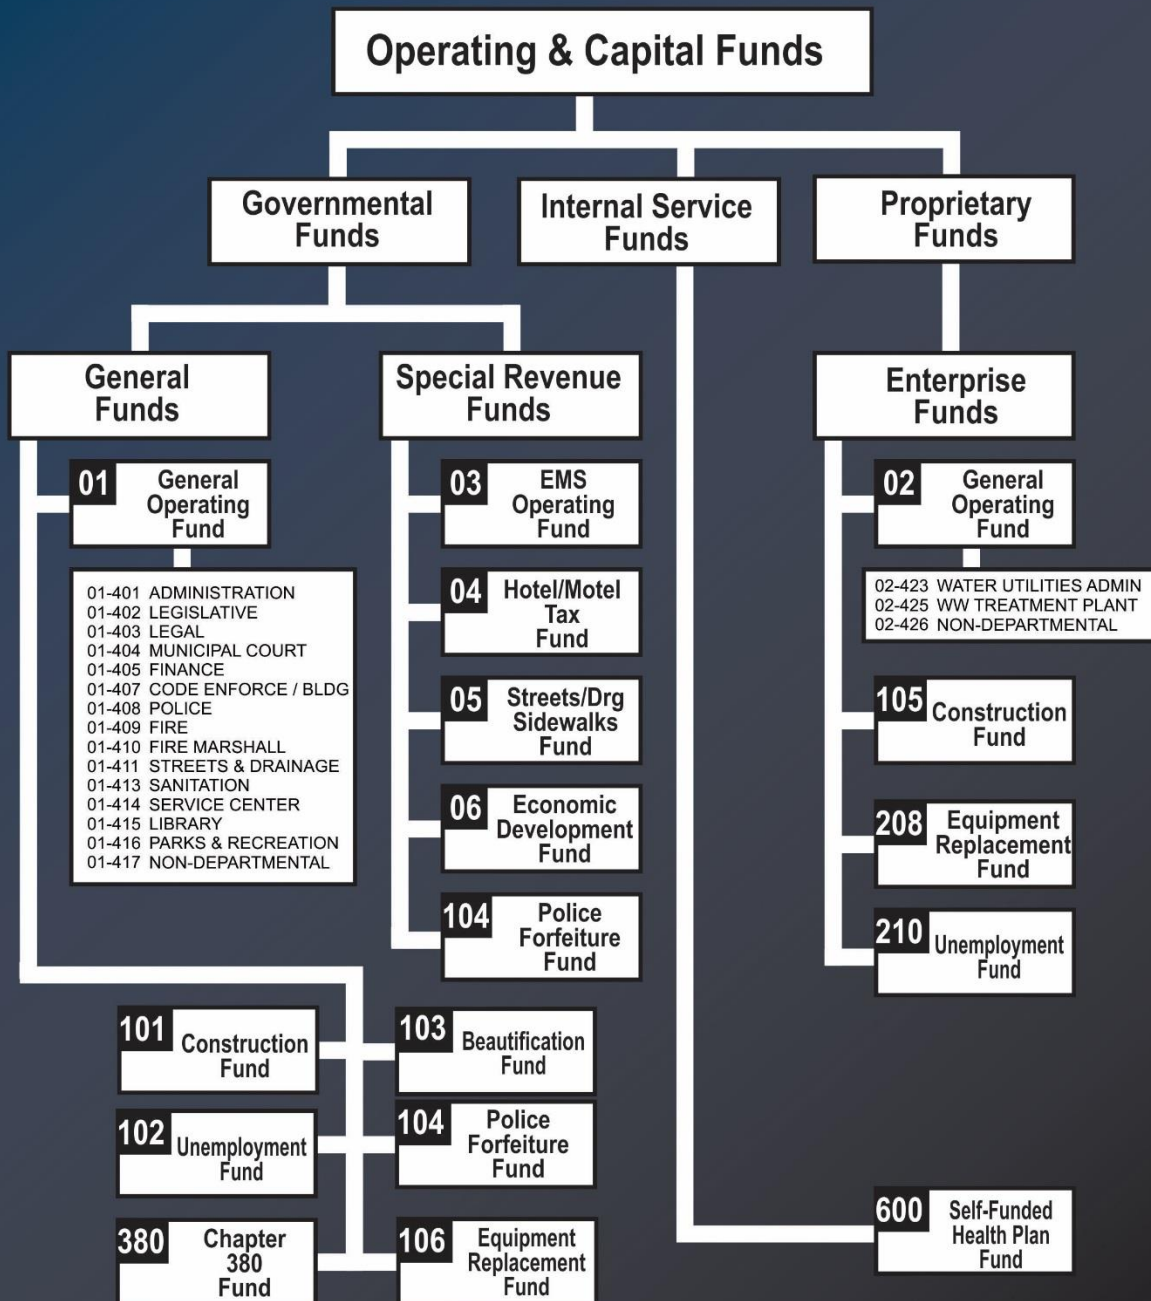 Operating & Capital Funds
Governmental
Funds
Internal Service
Funds
Proprietary
Funds
General
Funds
Special Revenue
Funds
Enterprise
Funds
01 General
Operating
Fund
01-401 ADMINISTRATION
01-402 LEGISLATIVE
01-403 LEGAL
01-404 MUNICIPAL COURT
01-405 FINANCE
01-407 CODE ENFORCE / BLDG
01-408 POLICE
01-409 FIRE
01-410 FIRE MARSHALL
01-411 STREETS & DRAINAGE
01-413 SANITATION
01-414 SERVICE CENTER
01-415 LIBRARY
01-416 PARKS & RECREATION
01-417 NON-DEPARTMENTAL
03 EMS
Operating
Fund
04 Hotel/Motel
Tax
Fund
05 Streets/Drg
Sidewalks
Fund
06 Economic
Development
Fund
104 Police
Forfeiture
Fund
02 General
Operating
Fund
02-423 WATER UTILITIES ADMIN
02-425 WW TREATMENT PLANT
02-426 NON-DEPARTMENTAL
105 Construction
Fund
208 Equipment
Replacement
Fund
210 Unemployment
Fund
101 Construction
Fund
103 Beautification
Fund
102 Unemployment
Fund
104 Police
Forfeiture
Fund
380 Chapter
380
Fund
106 Equipment
Replacement
Fund
600 Self-Funded
Health Plan
Fund